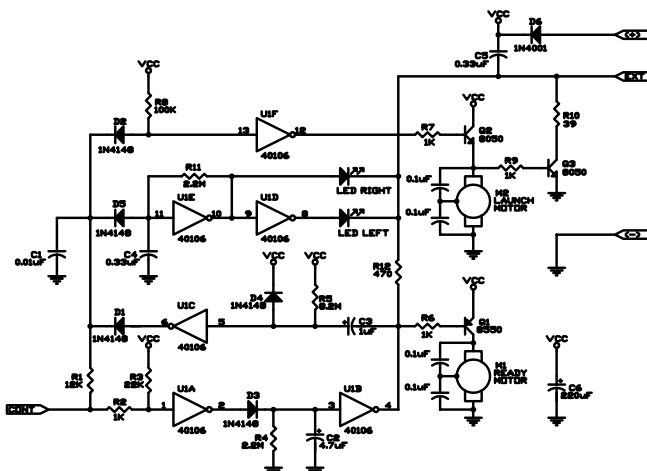 VCC
D6
1N4001
(+)
C5
0.33uF
EXT
VCC
R8
100K
VCC
R10
39
D2
1N4148
13
U1F
12
40106
R7
1K
Q2
8050
R9
1K
Q3
8050
R11
2.2M
LED RIGHT
0.1uF
M2
LAUNCH
MOTOR
0.1uF
D5
1N4148
11
U1E
10
40106
9
U1D
8
40106
LED LEFT
C1
0.01uF
C4
0.33uF
(-)
VCC
VCC
R12
470
VCC
D4
1N4148
R5
8.2M
D1
1N4148
6
U1C
5
40106
C3
1uF
R6
1K
Q1
8550
R1
12K
VCC
R3
22K
0.1uF
M1
READY
MOTOR
0.1uF
VCC
C6
220uF
CONT
R2
1K
1
U1A
2
40106
D3
1N4148
R4
2.2M
C2
4.7uF
3
U1B
4
40106